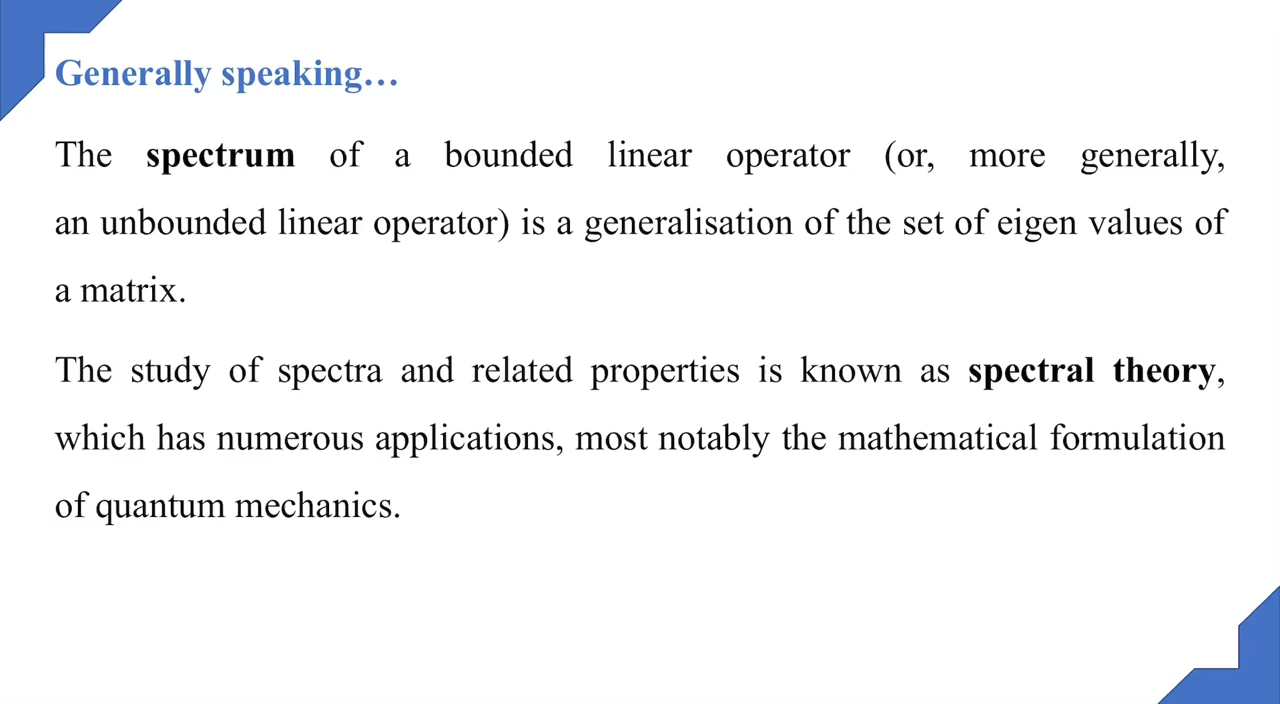 Generally speaking…
The spectrum of a bounded linear operator (or, more generally,
an unbounded linear operator) is a generalisation of the set of eigen values of
a matrix.
The study of spectra and related properties is known as spectral theory,
which has numerous applications, most notably the mathematical formulation
of quantum mechanics.